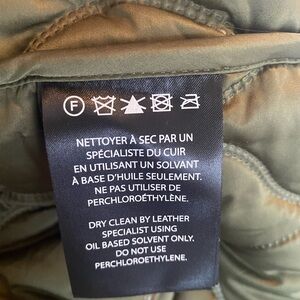 F
NETTOYER À SEC PAR UN
SPÉCIALISTE DU CUIR
EN UTILISANT UN SOLVANT
À BASE D'HUILE SEULEMENT.
NE PAS UTILISER DE
PERCHLOROÉTHYLÈNE.
DRY CLEAN BY LEATHER
SPECIALIST USING
OIL BASED SOLVENT ONLY.
DO NOT USE
PERCHLOROETHYLENE.